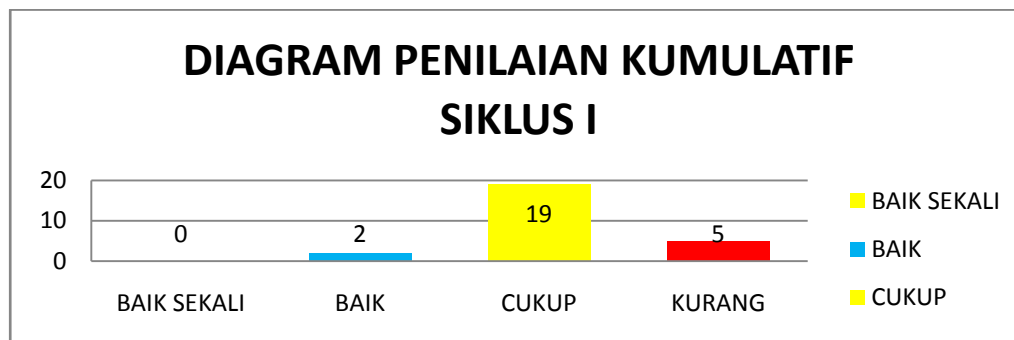 DIAGRAM PENILAIAN KUMULATIF
SIKLUS I
20
10
0
0
2
19
5
BAIK SEKALI
BAIK
CUKUP
KURANG
BAIK SEKALI
BAIK
CUKUP